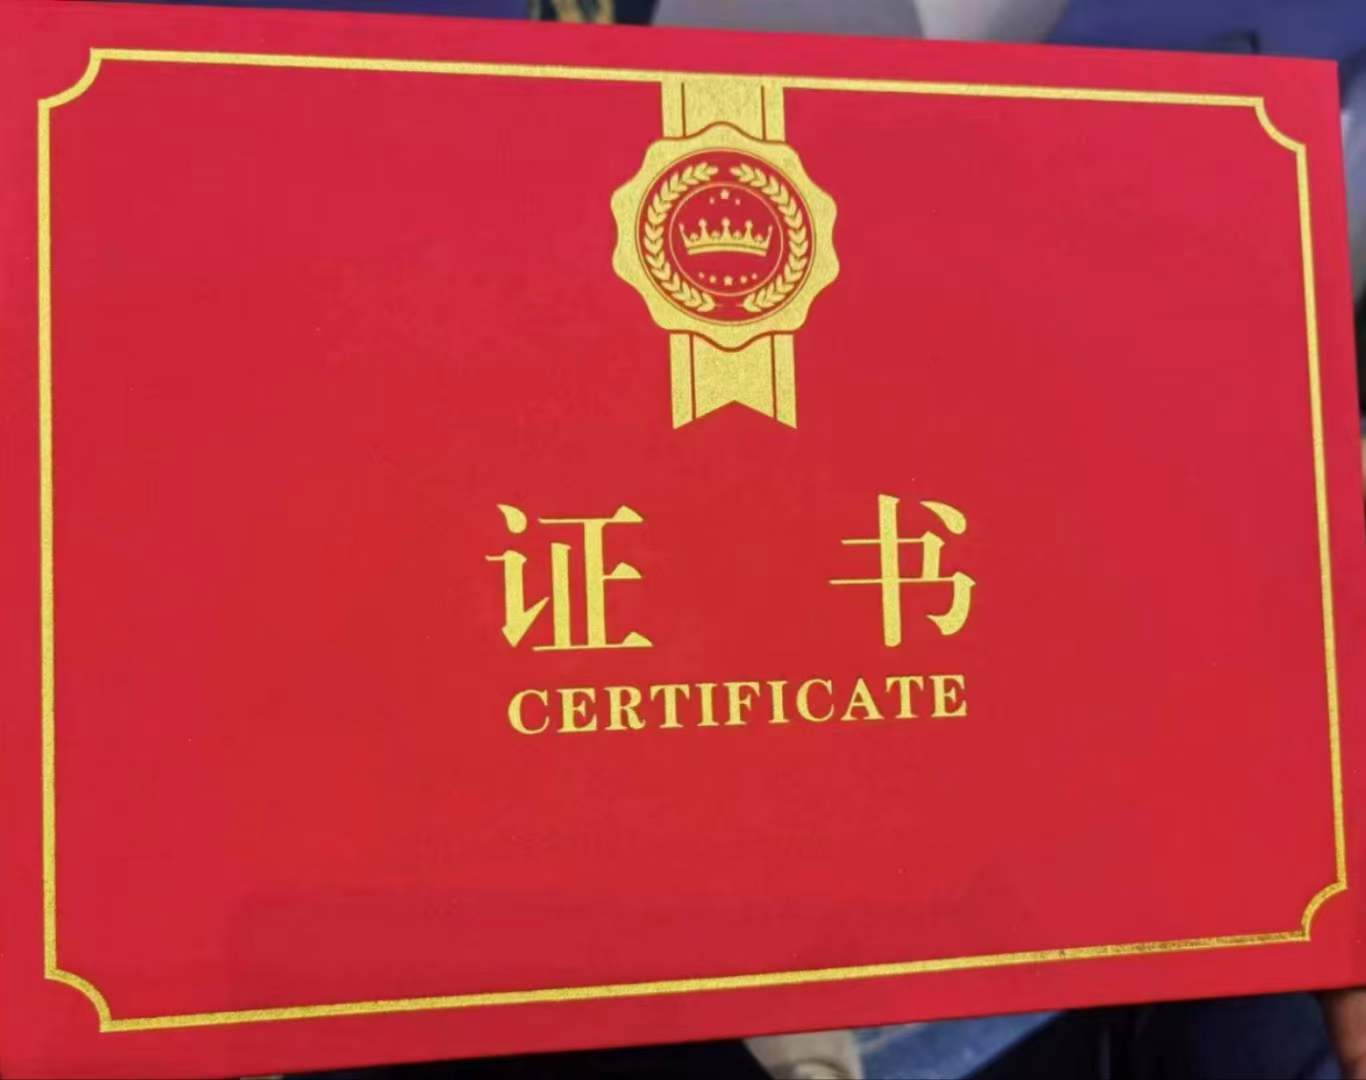 证 书
CERTIFICATE